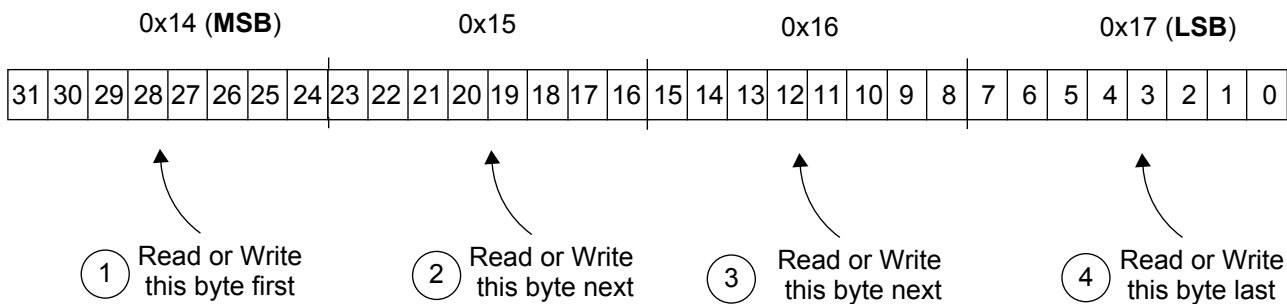 0x14 (MSB) 0x15 0x16 0x17 (LSB)
31 30 29 28 27 26 25 24 23 22 21 20 19 18 17 16 15 14 13 12 11 10 9 8 7 6 5 4 3 2 1 0
1 Read or Write
this byte first
2 Read or Write
this byte next
3 Read or Write
this byte next
4 Read or Write
this byte last